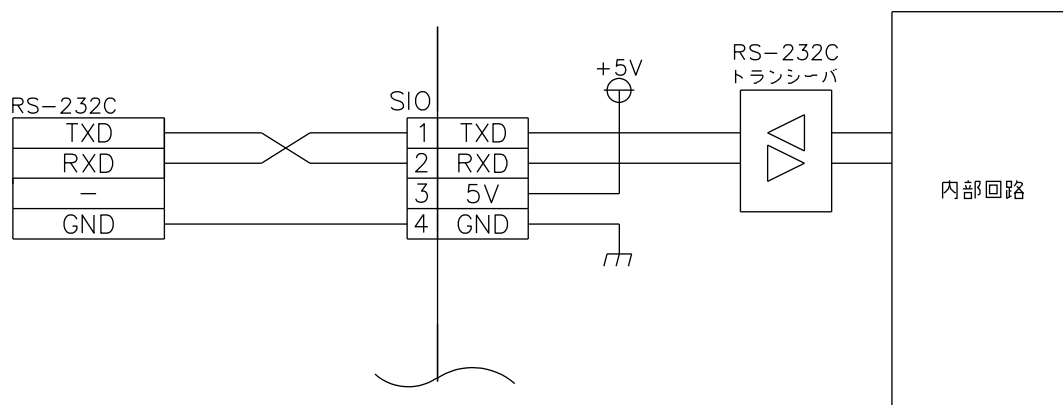 RS-232C
トランシーバ
+5V
SIO
RS-232C
TXD
1 TXD
RXD
2 RXD
-
3 5V
GND
4 GND
内部回路